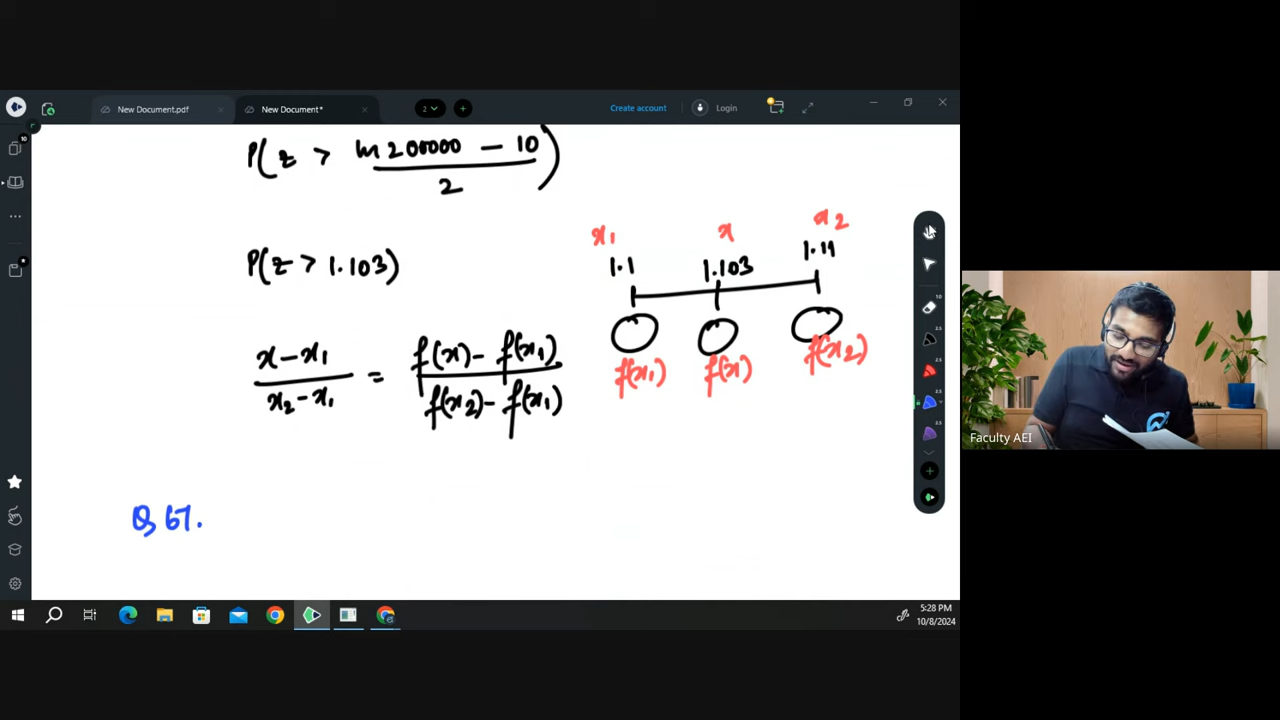 New Document.pdf
New Document*
2
Create account
Login
P(z > ln 200000 − 10 / 2)
x1 x x2
1.1 1.103 1.11
P(z > 1.103)
x − x1 / x2 − x1 = f(x) − f(x1) / f(x2) − f(x1)
f(x1) f(x) f(x2)
Q 67.
Faculty AEI
5:28 PM
10/8/2024